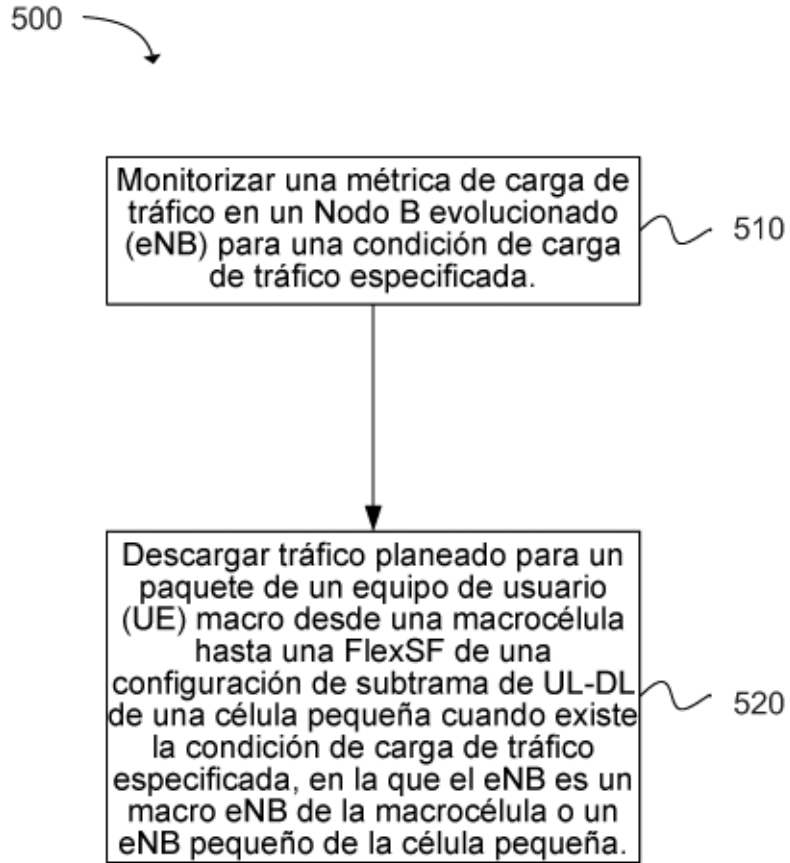 500
Monitorizar una métrica de carga de
tráfico en un Nodo B evolucionado
(eNB) para una condición de carga
de tráfico especificada.
510
Descargar tráfico planeado para un
paquete de un equipo de usuario
(UE) macro desde una macrocélula
hasta una FlexSF de una
configuración de subtrama de UL-DL
de una célula pequeña cuando existe
la condición de carga de tráfico
especificada, en la que el eNB es un
macro eNB de la macrocélula o un
eNB pequeño de la célula pequeña.
520